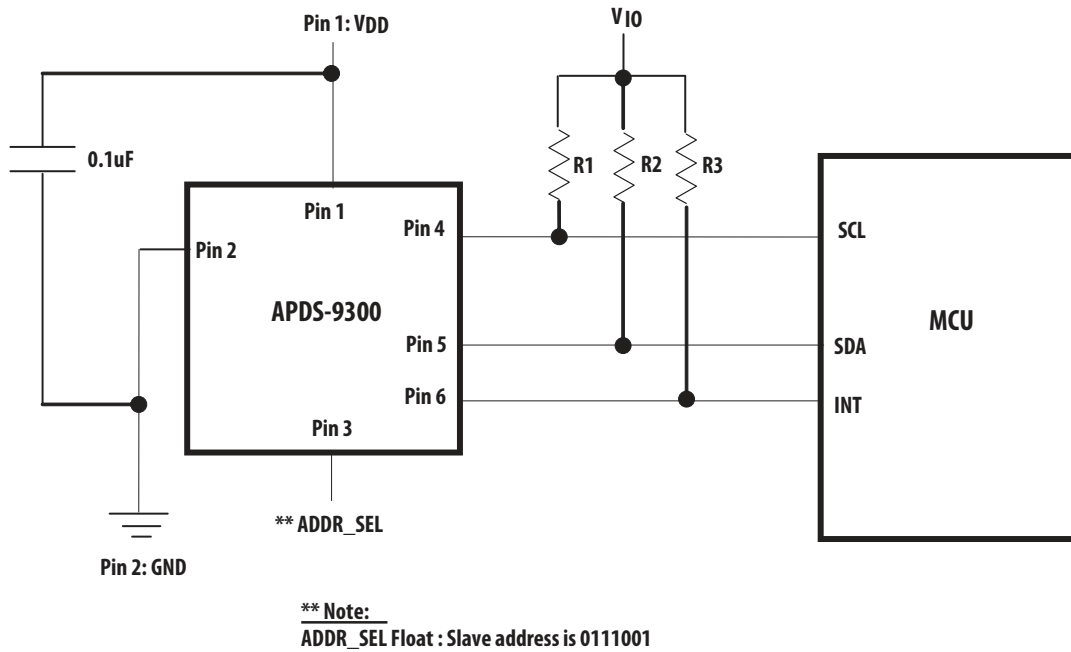 Pin 1: VDD
VIO
0.1uF
R1
R2
R3
Pin 1
Pin 4
SCL
Pin 2
APDS-9300
MCU
Pin 5
SDA
Pin 6
INT
Pin 3
** ADDR_SEL
Pin 2: GND
** Note:
ADDR_SEL Float : Slave address is 0111001